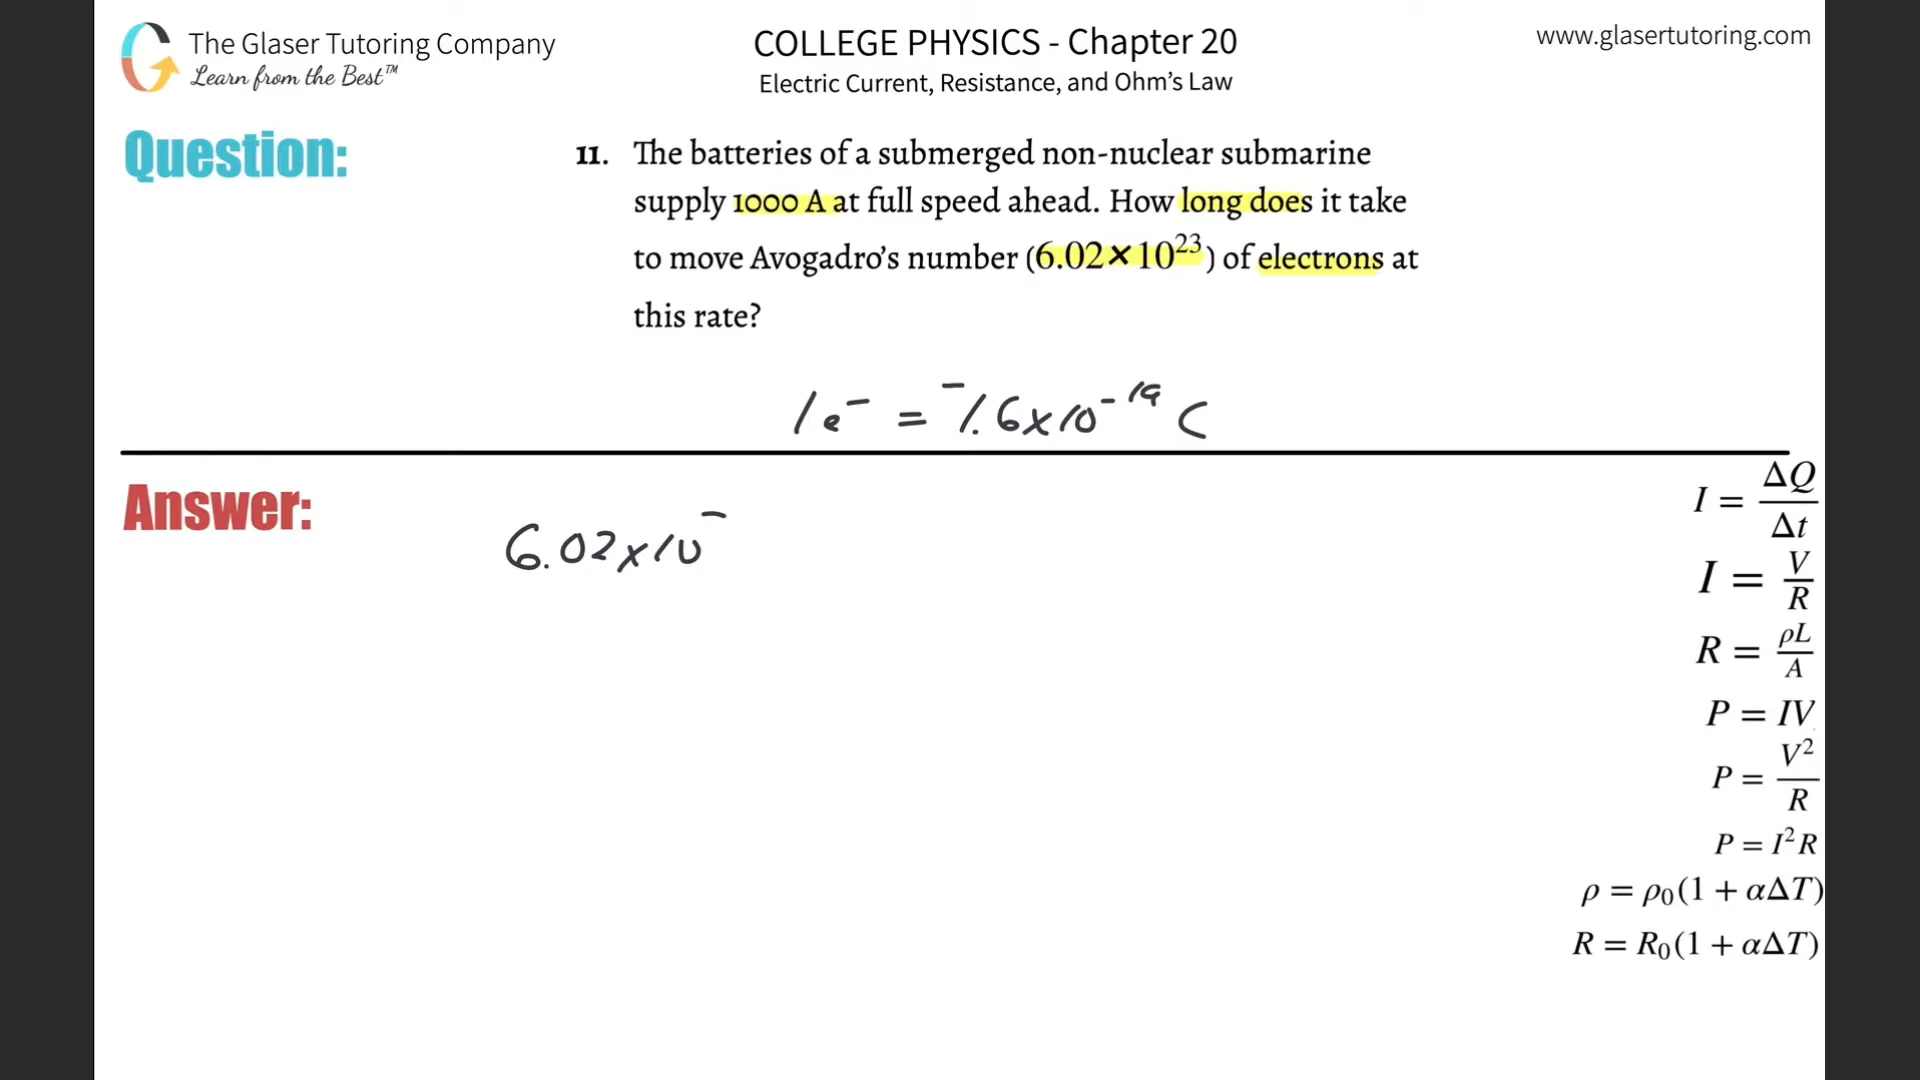 The Glaser Tutoring Company
Learn from the Best™
COLLEGE PHYSICS - Chapter 20
Electric Current, Resistance, and Ohm's Law
www.glasertutoring.com
Question:
11. The batteries of a submerged non-nuclear submarine
supply 1000 A at full speed ahead. How long does it take
to move Avogadro's number (6.02×10²³) of electrons at
this rate?
1 e⁻ = ⁻1.6x10⁻¹⁹ C
Answer:
6.02x10⁻
I = ΔQ/Δt
I = V/R
R = ρL/A
P = IV
P = V²/R
P = I²R
ρ = ρ₀(1 + αΔT)
R = R₀(1 + αΔT)